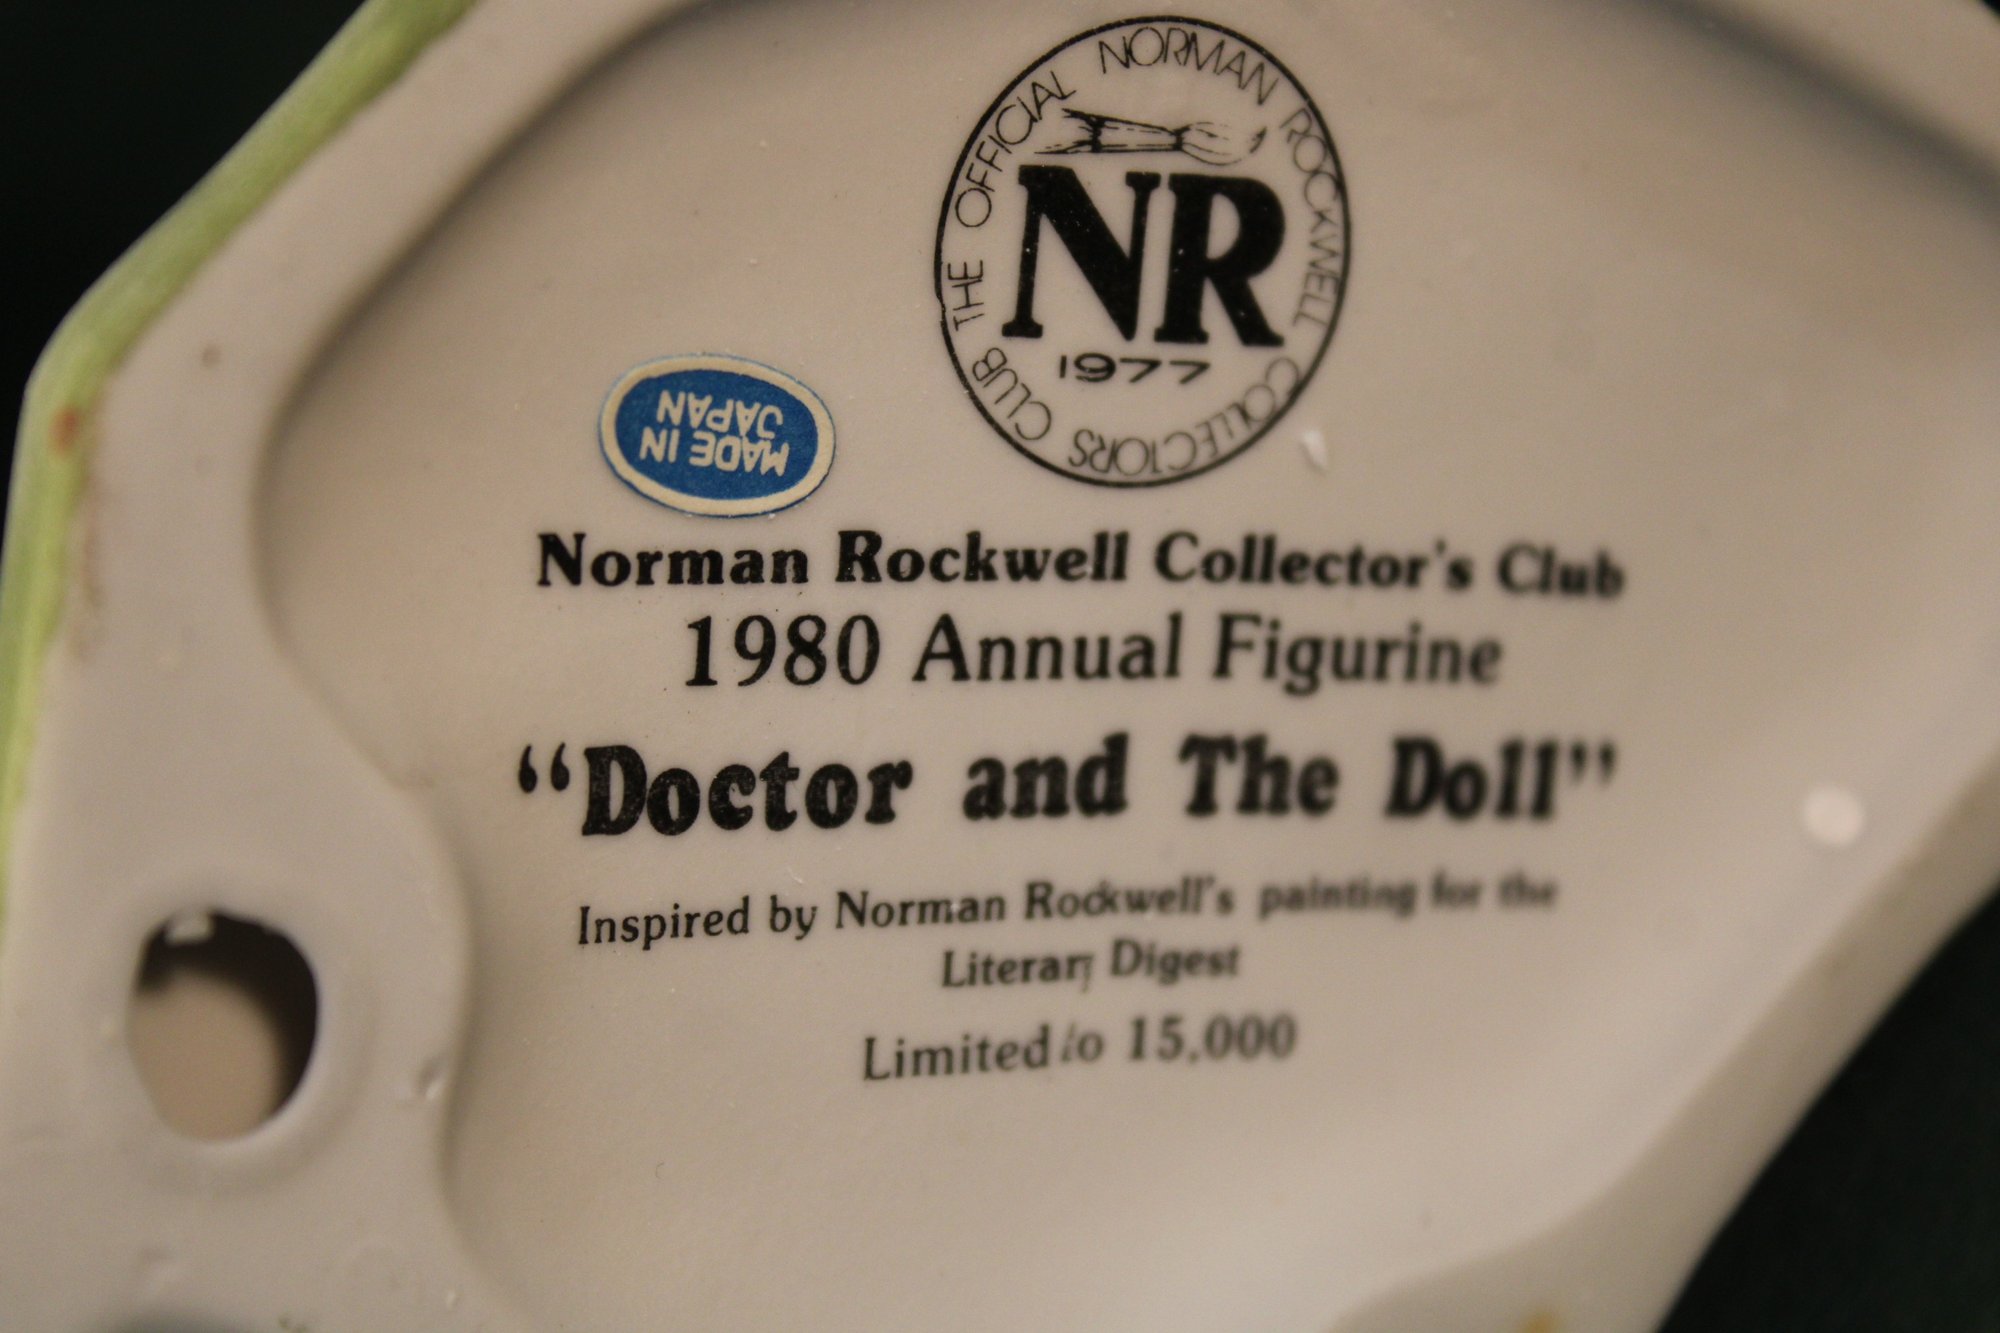 THE OFFICIAL NORMAN ROCKWELL COLLECTORS CLUB
NR
1977
MADE IN
JAPAN
Norman Rockwell Collector's Club
1980 Annual Figurine
“Doctor and The Doll”
Inspired by Norman Rockwell's painting for the
Literary Digest
Limited to 15,000